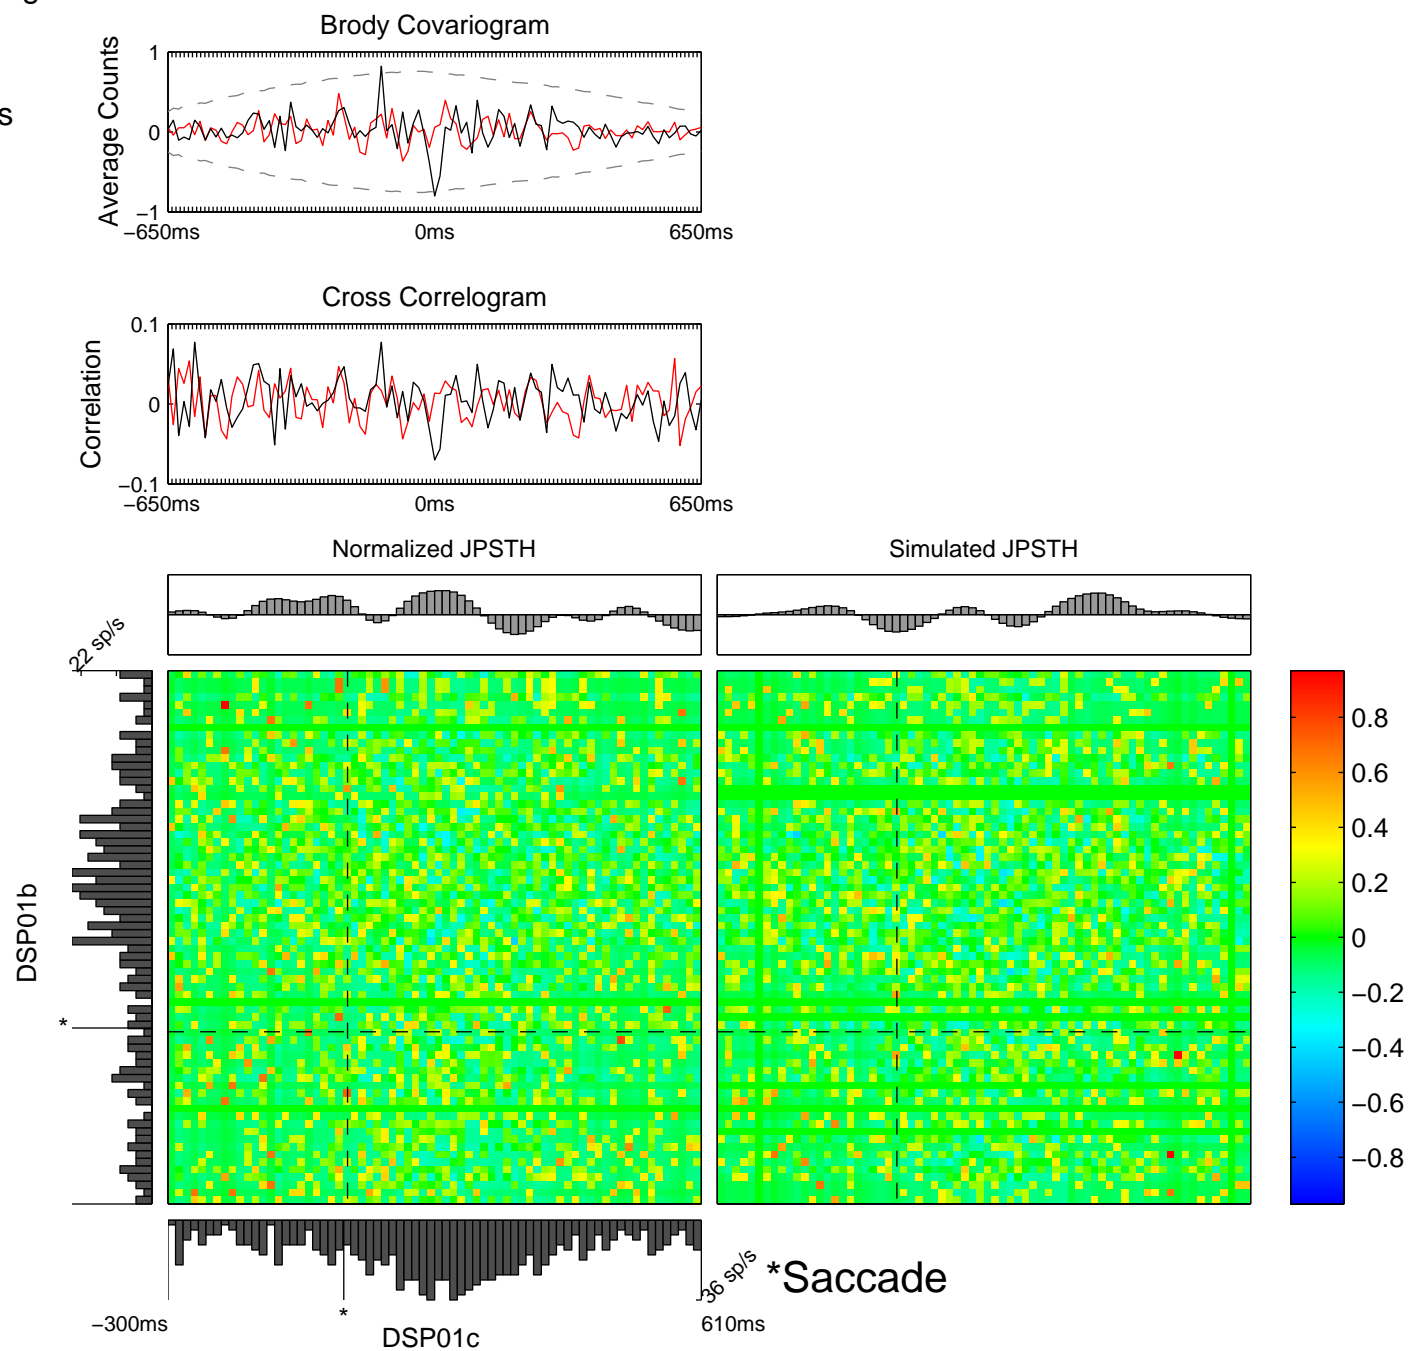 g
Brody Covariogram
s
Average Counts
1
0
−1
−650ms
0ms
650ms
Cross Correlogram
Correlation
0.1
0
−0.1
−650ms
0ms
650ms
Normalized JPSTH
Simulated JPSTH
22 sp/s
DSP01b
*
0.8
0.6
0.4
0.2
0
−0.2
−0.4
−0.6
−0.8
36 sp/s
*Saccade
*
−300ms
610ms
DSP01c